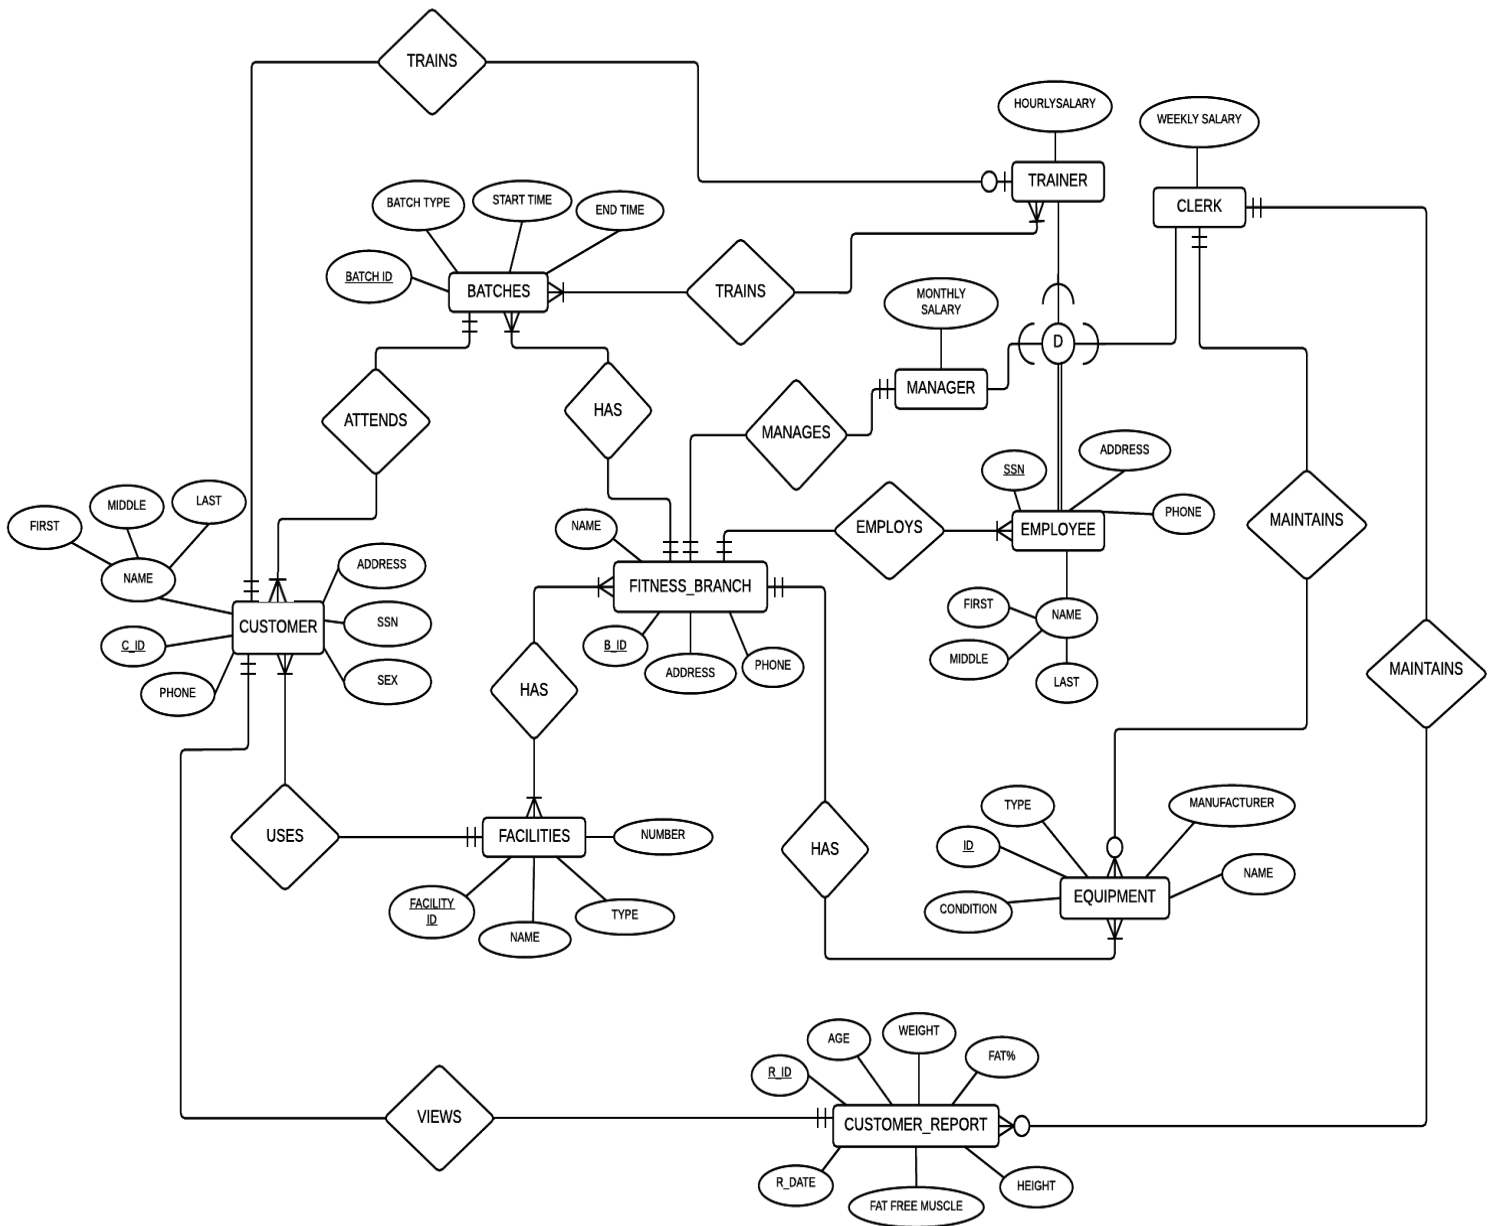 TRAINS
HOURLYSALARY
WEEKLY SALARY
TRAINER
CLERK
BATCH TYPE
START TIME
END TIME
BATCH ID
BATCHES
TRAINS
MONTHLY
SALARY
D
MANAGER
ATTENDS
HAS
MANAGES
SSN
ADDRESS
PHONE
EMPLOYEE
EMPLOYS
MAINTAINS
FIRST
MIDDLE
LAST
NAME
ADDRESS
CUSTOMER
SSN
C_ID
PHONE
SEX
NAME
FITNESS_BRANCH
B_ID
ADDRESS
PHONE
FIRST
NAME
MIDDLE
LAST
MAINTAINS
HAS
USES
FACILITIES
NUMBER
FACILITY
ID
NAME
TYPE
HAS
TYPE
MANUFACTURER
ID
NAME
CONDITION
EQUIPMENT
VIEWS
AGE
WEIGHT
FAT%
R_ID
CUSTOMER_REPORT
R_DATE
FAT FREE MUSCLE
HEIGHT